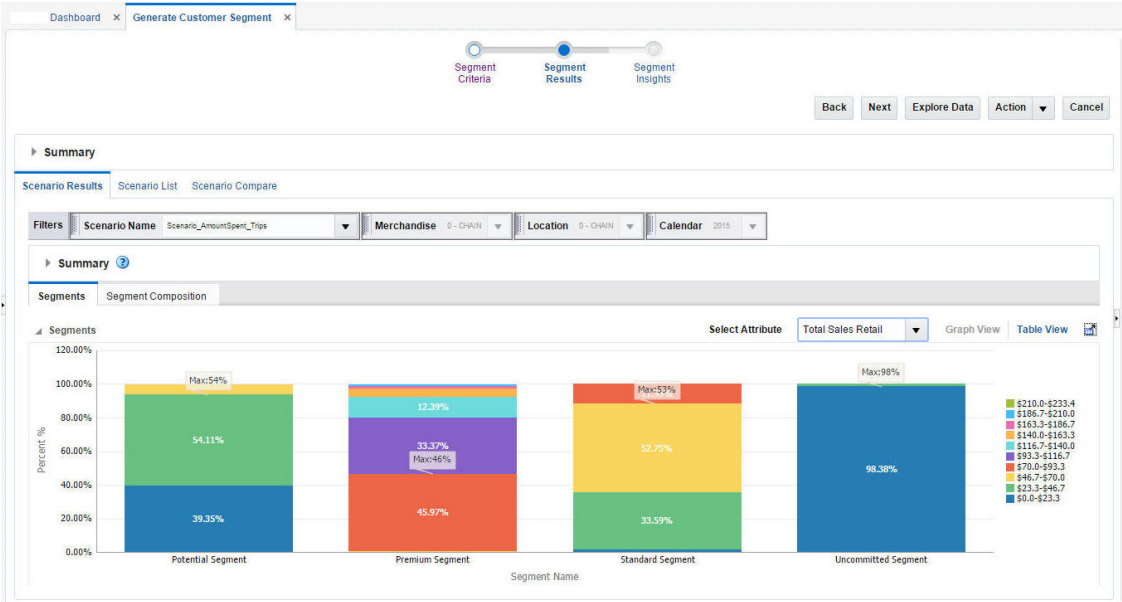 Dashboard × Generate Customer Segment ×
Segment Criteria
Segment Results
Segment Insights
Back Next Explore Data Action Cancel
Summary
Scenario Results Scenario List Scenario Compare
Filters Scenario Name Scenario_AmountSpent_Trips Merchandise 0 - CHAIN Location 0 - CHAIN Calendar 2015
Summary ?
Segments Segment Composition
Segments Select Attribute Total Sales Retail Graph View Table View
120.00%
100.00%
80.00%
60.00%
40.00%
20.00%
0.00%
Percent %
Max:54%
54.11%
39.35%
Max:46%
12.39%
33.37%
45.97%
Max:53%
52.75%
33.59%
Max:98%
98.38%
Potential Segment Premium Segment Standard Segment Uncommitted Segment
Segment Name
$210.0-$233.4
$186.7-$210.0
$163.3-$186.7
$140.0-$163.3
$116.7-$140.0
$93.3-$116.7
$70.0-$93.3
$46.7-$70.0
$23.3-$46.7
$0.0-$23.3